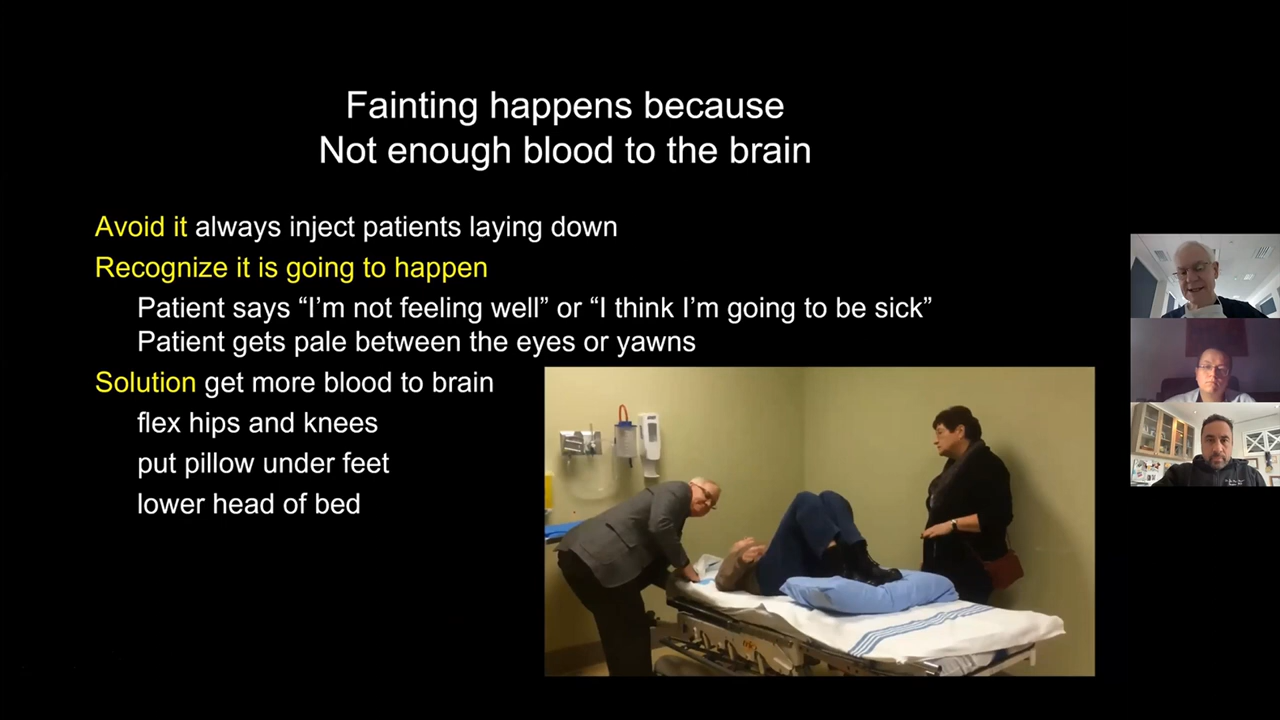 Fainting happens because
Not enough blood to the brain
Avoid it always inject patients laying down
Recognize it is going to happen
Patient says “I’m not feeling well” or “I think I’m going to be sick”
Patient gets pale between the eyes or yawns
Solution get more blood to brain
flex hips and knees
put pillow under feet
lower head of bed